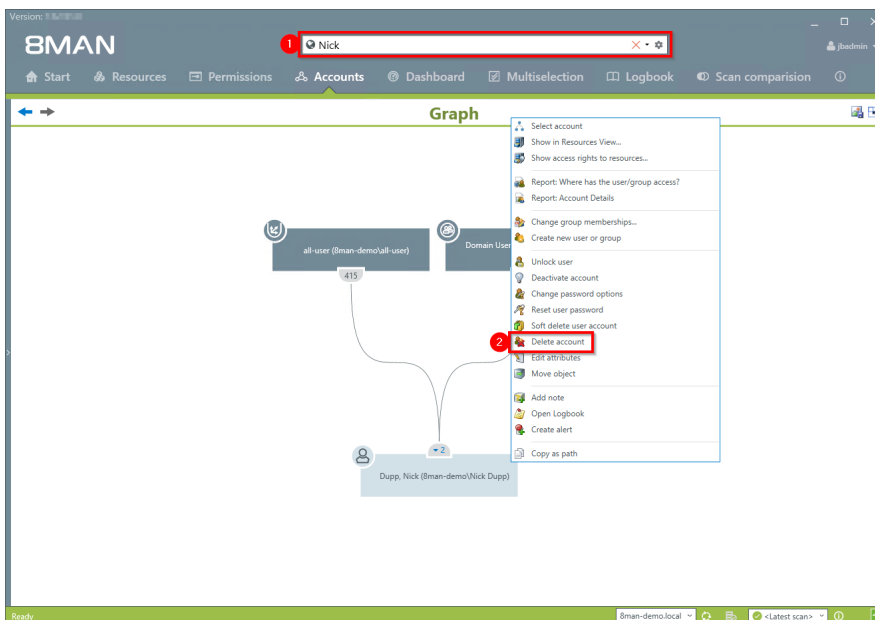 Version:
8MAN
1
Nick
jbadmin
Start
Resources
Permissions
Accounts
Dashboard
Multiselection
Logbook
Scan comparision
Graph
Select account
Show in Resources View...
Show access rights to resources...
Report: Where has the user/group access?
Report: Account Details
Change group memberships...
Create new user or group
Unlock user
Deactivate account
Change password options
Reset user password
Soft delete user account
2
Delete account
Edit attributes
Move object
Add note
Open Logbook
Create alert
Copy as path
all-user (8man-demo\all-user)
Domain User
415
2
Dupp, Nick (8man-demo\Nick Dupp)
Ready
8man-demo.local
<Latest scan>